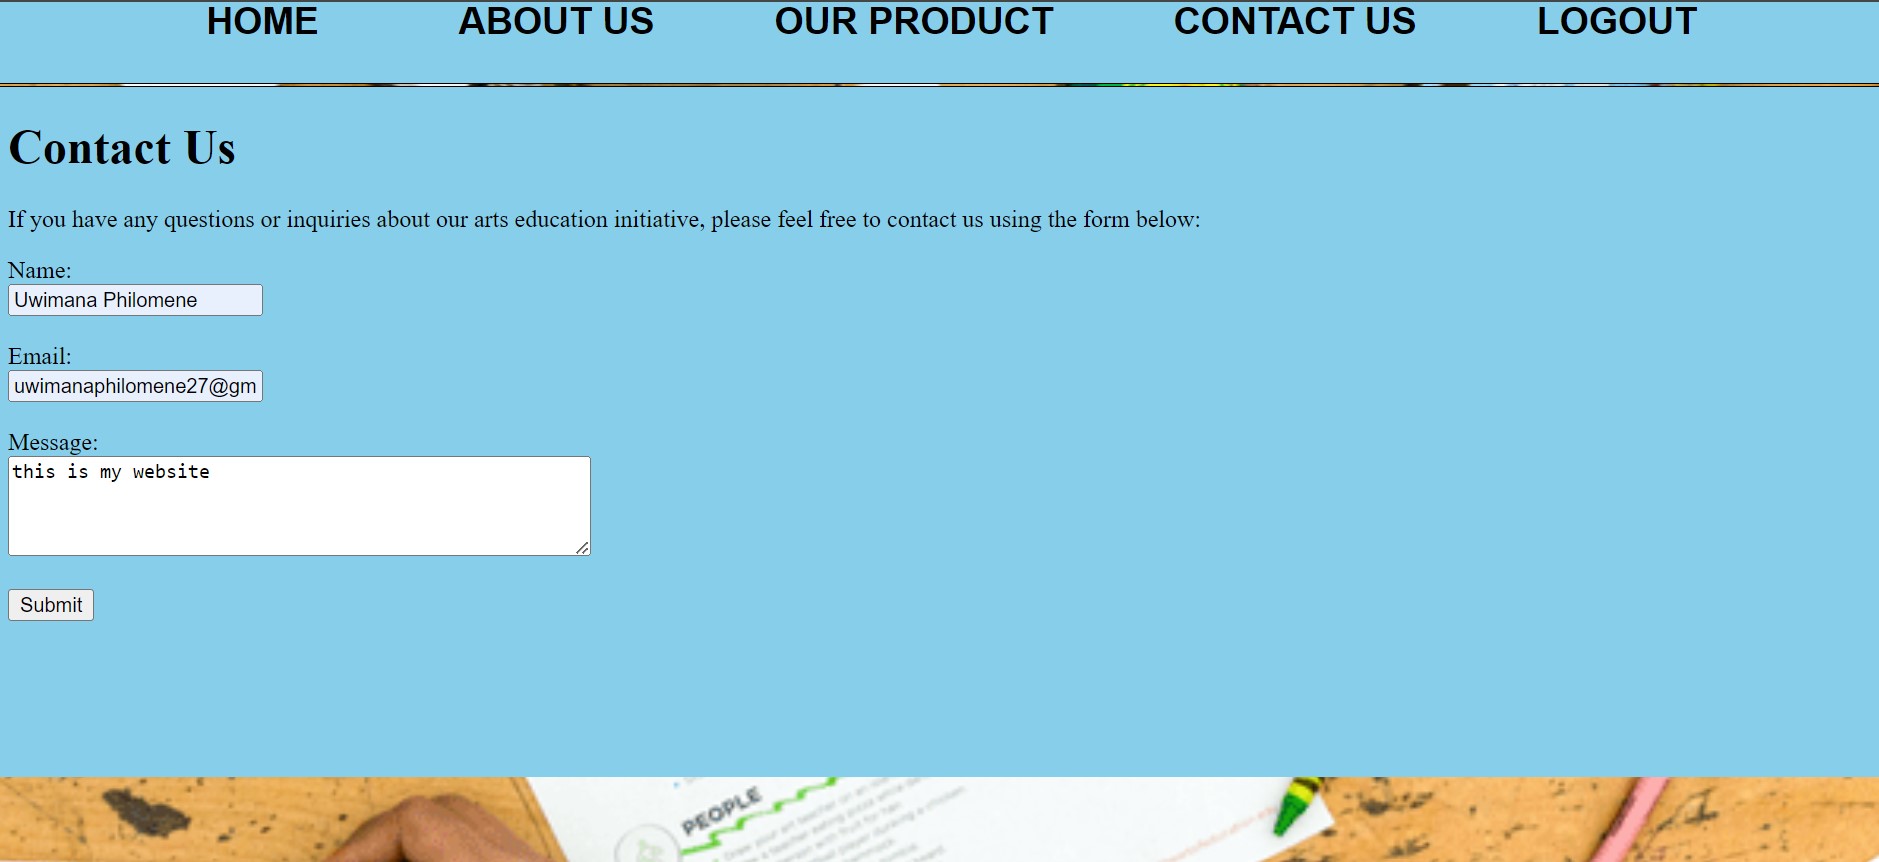 HOME ABOUT US OUR PRODUCT CONTACT US LOGOUT
Contact Us
If you have any questions or inquiries about our arts education initiative, please feel free to contact us using the form below:
Name:
Uwimana Philomene
Email:
uwimanaphilomene27@gm
Message:
this is my website
Submit
PEOPLE